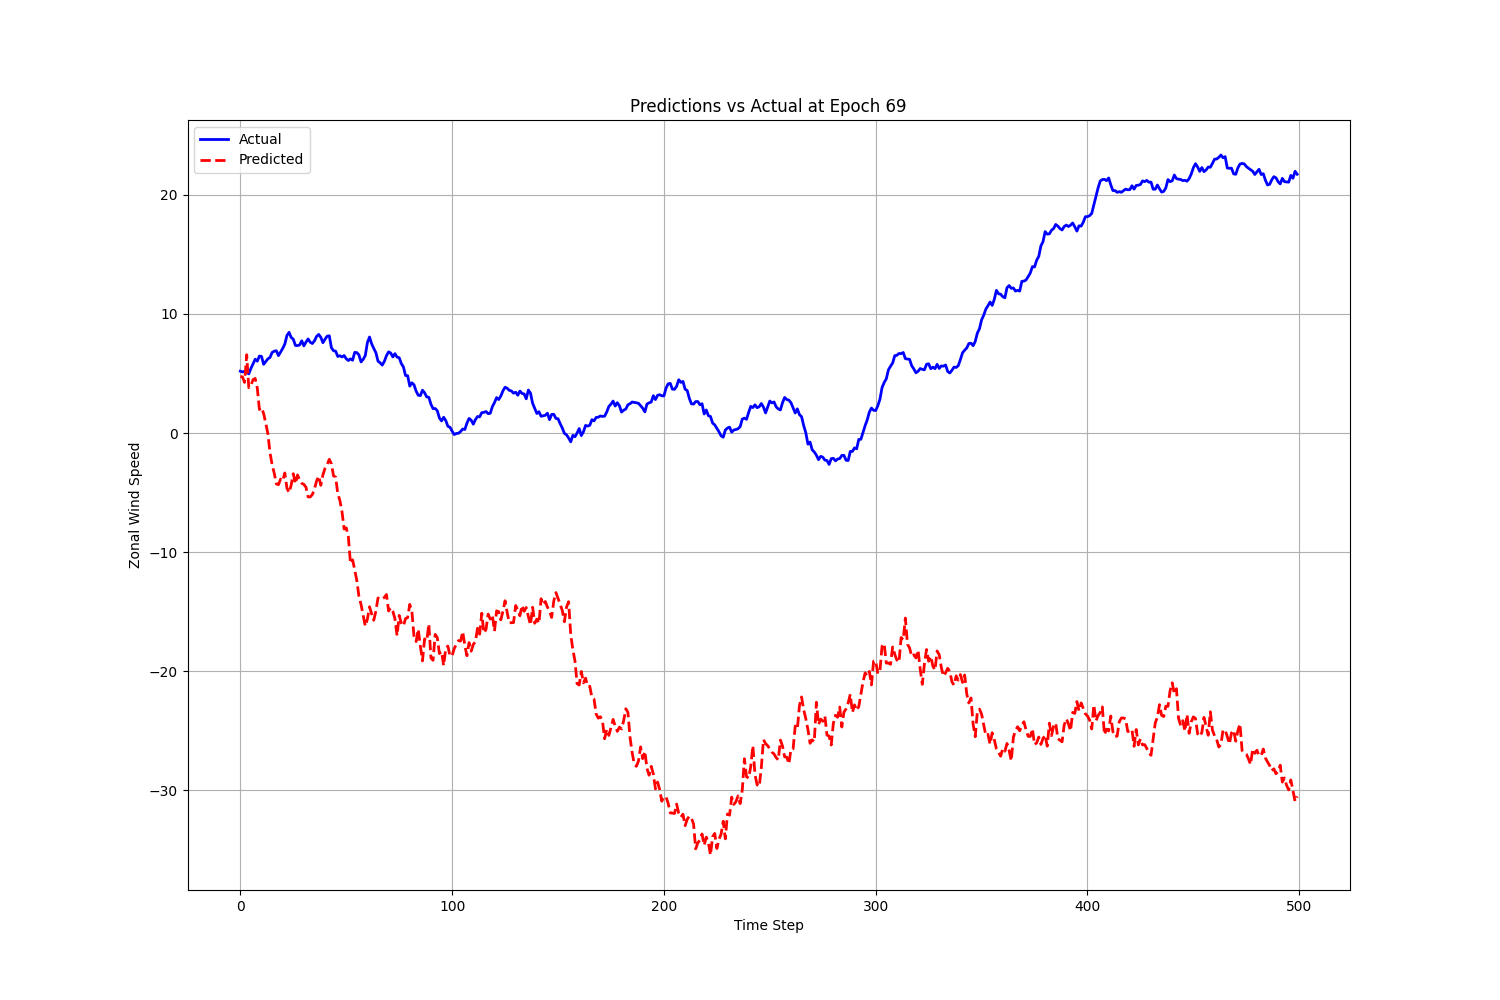 Predictions vs Actual at Epoch 69
Actual
Predicted
Zonal Wind Speed
20
10
0
−10
−20
−30
0
100
200
300
400
500
Time Step